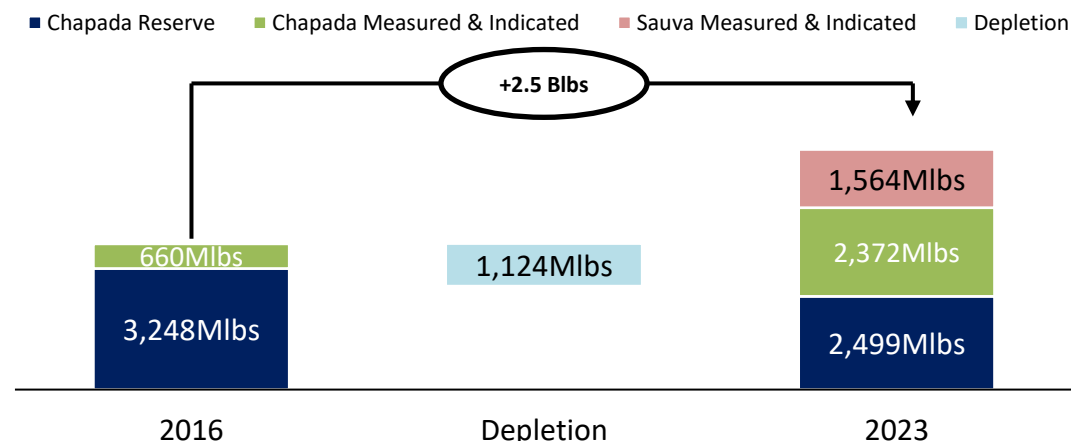 Chapada Reserve Chapada Measured & Indicated Sauva Measured & Indicated Depletion
+2.5 Blbs
1,564Mlbs
660Mlbs
1,124Mlbs
2,372Mlbs
3,248Mlbs
2,499Mlbs
2016 Depletion 2023